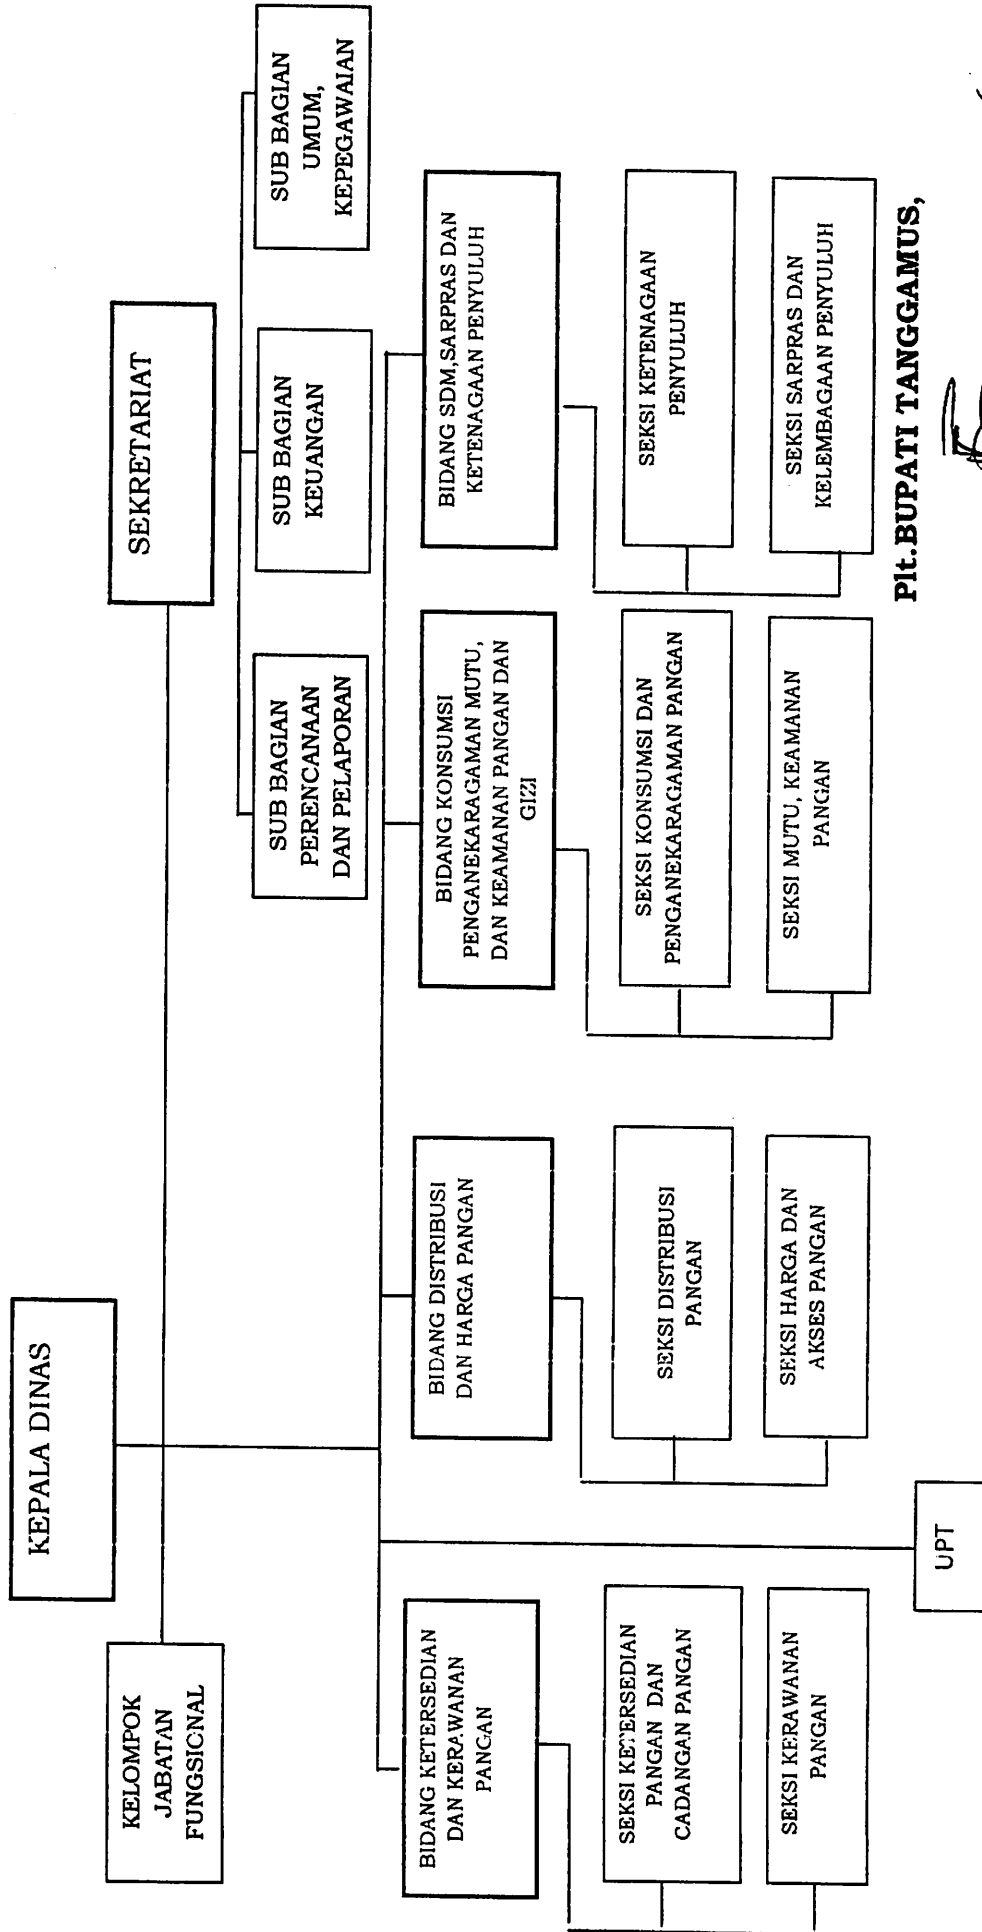 KEPALA DINAS
KELOMPOK
JABATAN
FUNGSIONAL
SEKRETARIAT
SUB BAGIAN
PERENCANAAN
DAN PELAPORAN
SUB BAGIAN
KEUANGAN
SUB BAGIAN
UMUM,
KEPEGAWAIAN
BIDANG KETERSEDIAN
DAN KERAWANAN
PANGAN
BIDANG DISTRIBUSI
DAN HARGA PANGAN
BIDANG KONSUMSI
PENGANEKARAGAMAN MUTU,
DAN KEAMANAN PANGAN DAN
GIZI
BIDANG SDM,SARPRAS DAN
KETENAGAAN PENYULUH
SEKSI KETERSEDIAN
PANGAN DAN
CADANGAN PANGAN
SEKSI DISTRIBUSI
PANGAN
SEKSI KONSUMSI DAN
PENGANEKARAGAMAN PANGAN
SEKSI KETENAGAAN
PENYULUH
SEKSI KERAWANAN
PANGAN
SEKSI HARGA DAN
AKSES PANGAN
SEKSI MUTU, KEAMANAN
PANGAN
SEKSI SARPRAS DAN
KELEMBAGAAN PENYULUH
UPT
Plt.BUPATI TANGGAMUS,